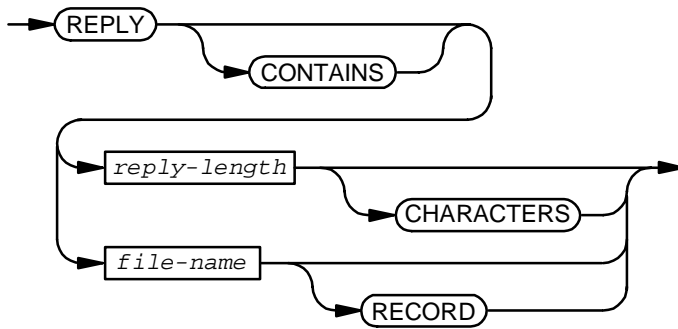 REPLY
CONTAINS
reply-length
CHARACTERS
file-name
RECORD